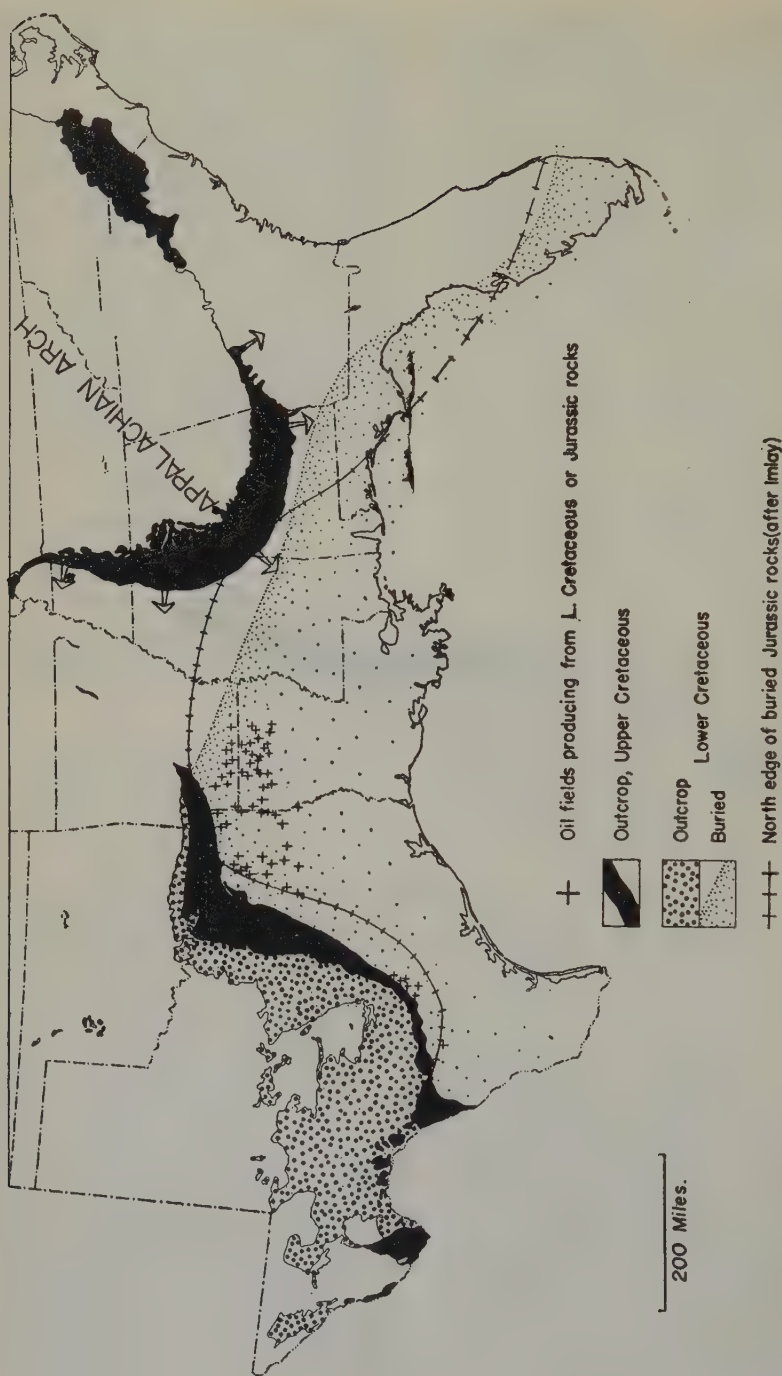 APPALACHIAN ARCH
Oil fields producing from L. Cretaceous or Jurassic rocks
Outcrop, Upper Cretaceous
Outcrop
Lower Cretaceous
Buried
North edge of buried Jurassic rocks(after Imlay)
200 Miles.